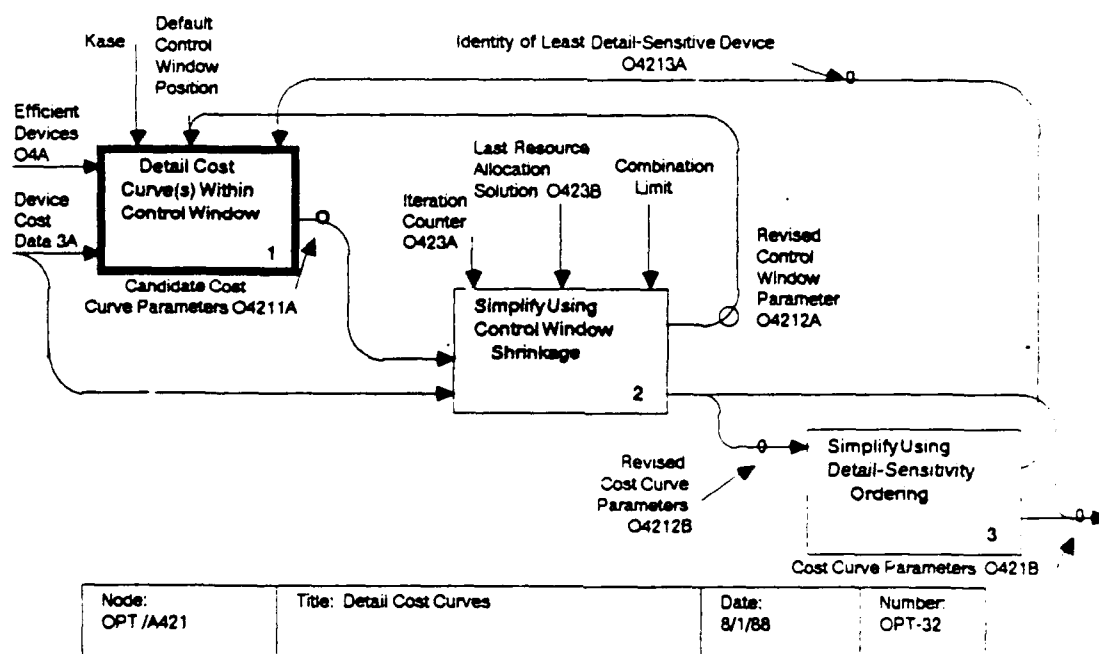 Kase
Default
Control
Window
Position
Identity of Least Detail-Sensitive Device
O4213A
Efficient
Devices
O4A
Detail Cost
Curve(s) Within
Control Window
1
Device
Cost
Data 3A
Candidate Cost
Curve Parameters O4211A
Iteration
Counter
O423A
Last Resource
Allocation
Solution O423B
Combination
Limit
Revised
Control
Window
Parameter
O4212A
Simplify Using
Control Window
Shrinkage
2
Revised
Cost Curve
Parameters
O4212B
Simplify Using
Detail-Sensitivity
Ordering
3
Cost Curve Parameters O421B
Node:
OPT /A421
Title: Detail Cost Curves
Date:
8/1/88
Number:
OPT-32